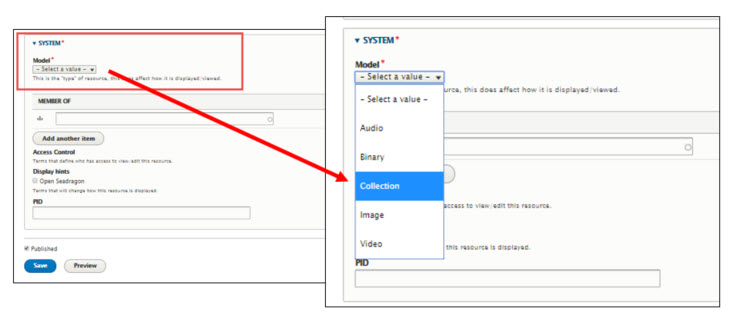 ▾ SYSTEM *
Model *
- Select a value -
This is the "type" of resource, this does affect how it is displayed/viewed.
MEMBER OF
Add another item
Access Control
Terms that define who has access to view/edit this resource.
Display hints
Open Seadragon
Terms that will change how this resource is displayed.
PID
Published
Save Preview
▾ SYSTEM *
Model *
- Select a value -
urce, this does affect how it is displayed/viewed.
- Select a value -
Audio
Binary
Collection
access to view/edit this resource.
Image
Video
this resource is displayed.
PID